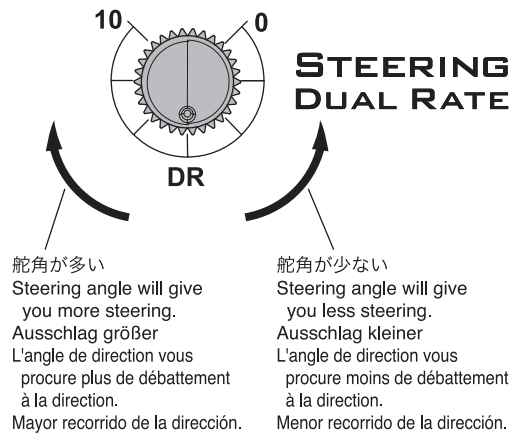 10
0
STEERING
DUAL RATE
DR
舵角が多い
Steering angle will give
you more steering.
Ausschlag größer
L'angle de direction vous
procure plus de débattement
à la direction.
Mayor recorrido de la dirección.
舵角が少ない
Steering angle will give
you less steering.
Ausschlag kleiner
L'angle de direction vous
procure moins de débattement
à la direction.
Menor recorrido de la dirección.